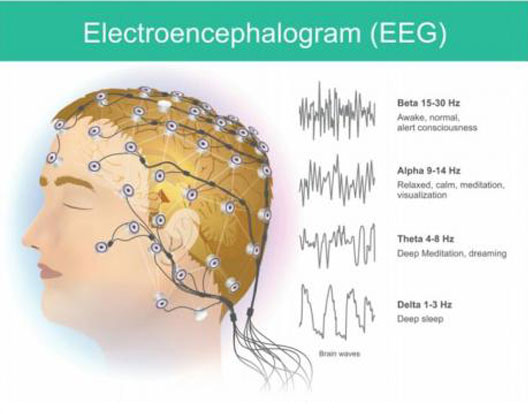 Electroencephalogram (EEG)
Beta 15-30 Hz
Awake, normal,
alert consciousness
Alpha 9-14 Hz
Relaxed, calm, meditation,
visualization
Theta 4-8 Hz
Deep Meditation, dreaming
Delta 1-3 Hz
Deep sleep
Brain waves